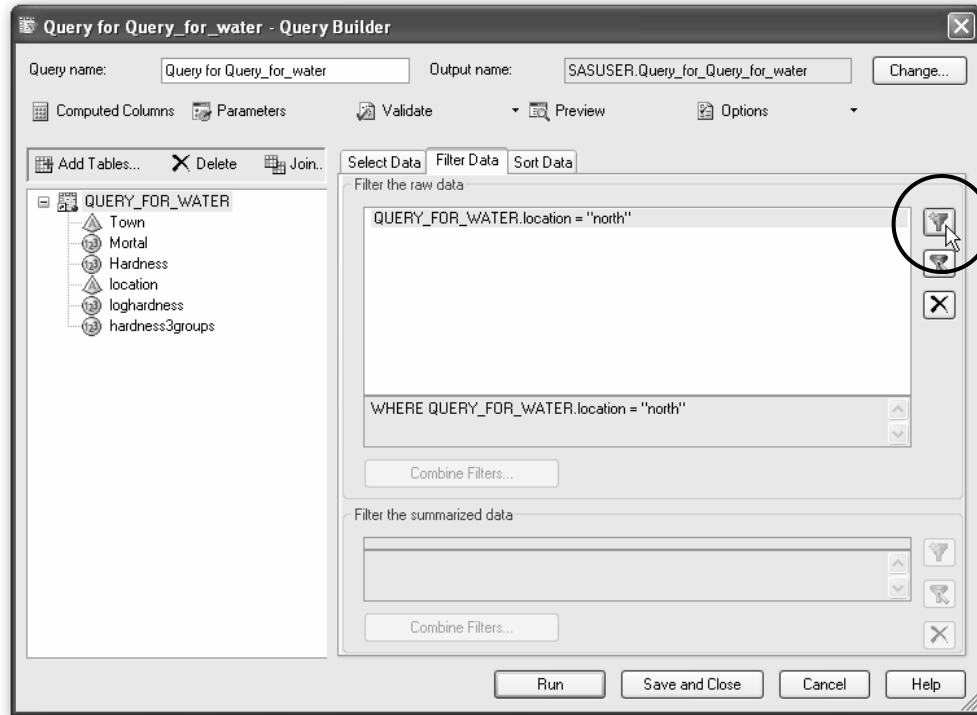 Query for Query_for_water - Query Builder
Query name: Query for Query_for_water Output name: SASUSER.Query_for_Query_for_water Change...
Computed Columns Parameters Validate Preview Options
Add Tables... Delete Join..
Select Data Filter Data Sort Data
QUERY_FOR_WATER
Town
Mortal
Hardness
location
loghardness
hardness3groups
Filter the raw data
QUERY_FOR_WATER.location = "north"
WHERE QUERY_FOR_WATER.location = "north"
Combine Filters...
Filter the summarized data
Combine Filters...
Run Save and Close Cancel Help